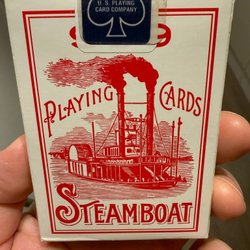 U. S. PLAYING
CARD COMPANY
PLAYING CARDS
STEAMBOAT